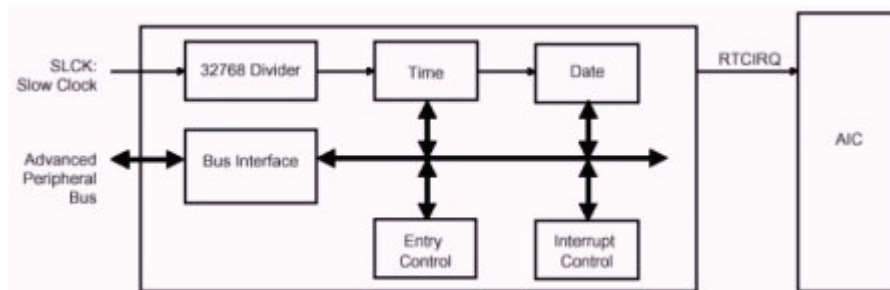 SLCK:
Slow Clock
32768 Divider
Time
Date
RTCIRQ
AIC
Advanced
Peripheral
Bus
Bus Interface
Entry
Control
Interrupt
Control